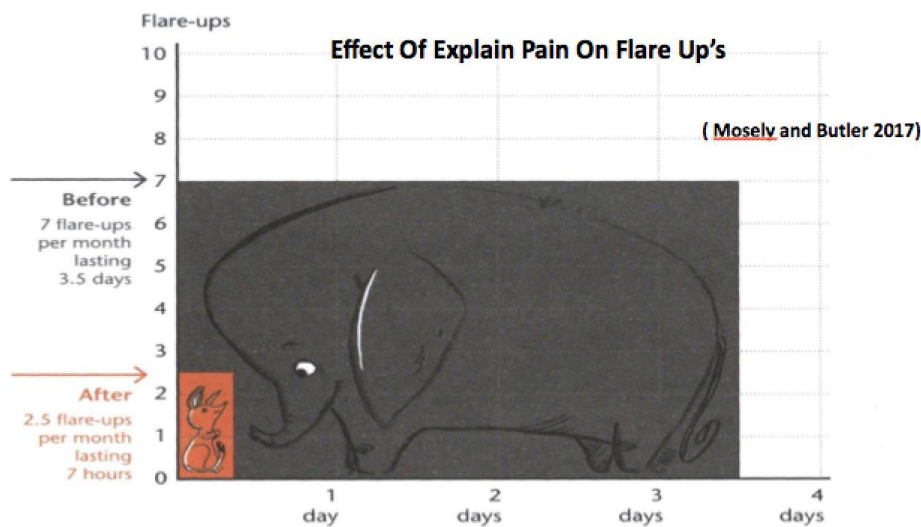 Flare-ups
Effect Of Explain Pain On Flare Up's
( Mosely and Butler 2017)
10
9
8
7
6
5
4
3
2
1
0
Before
7 flare-ups
per month
lasting
3.5 days
After
2.5 flare-ups
per month
lasting
7 hours
1
day
2
days
3
days
4
days